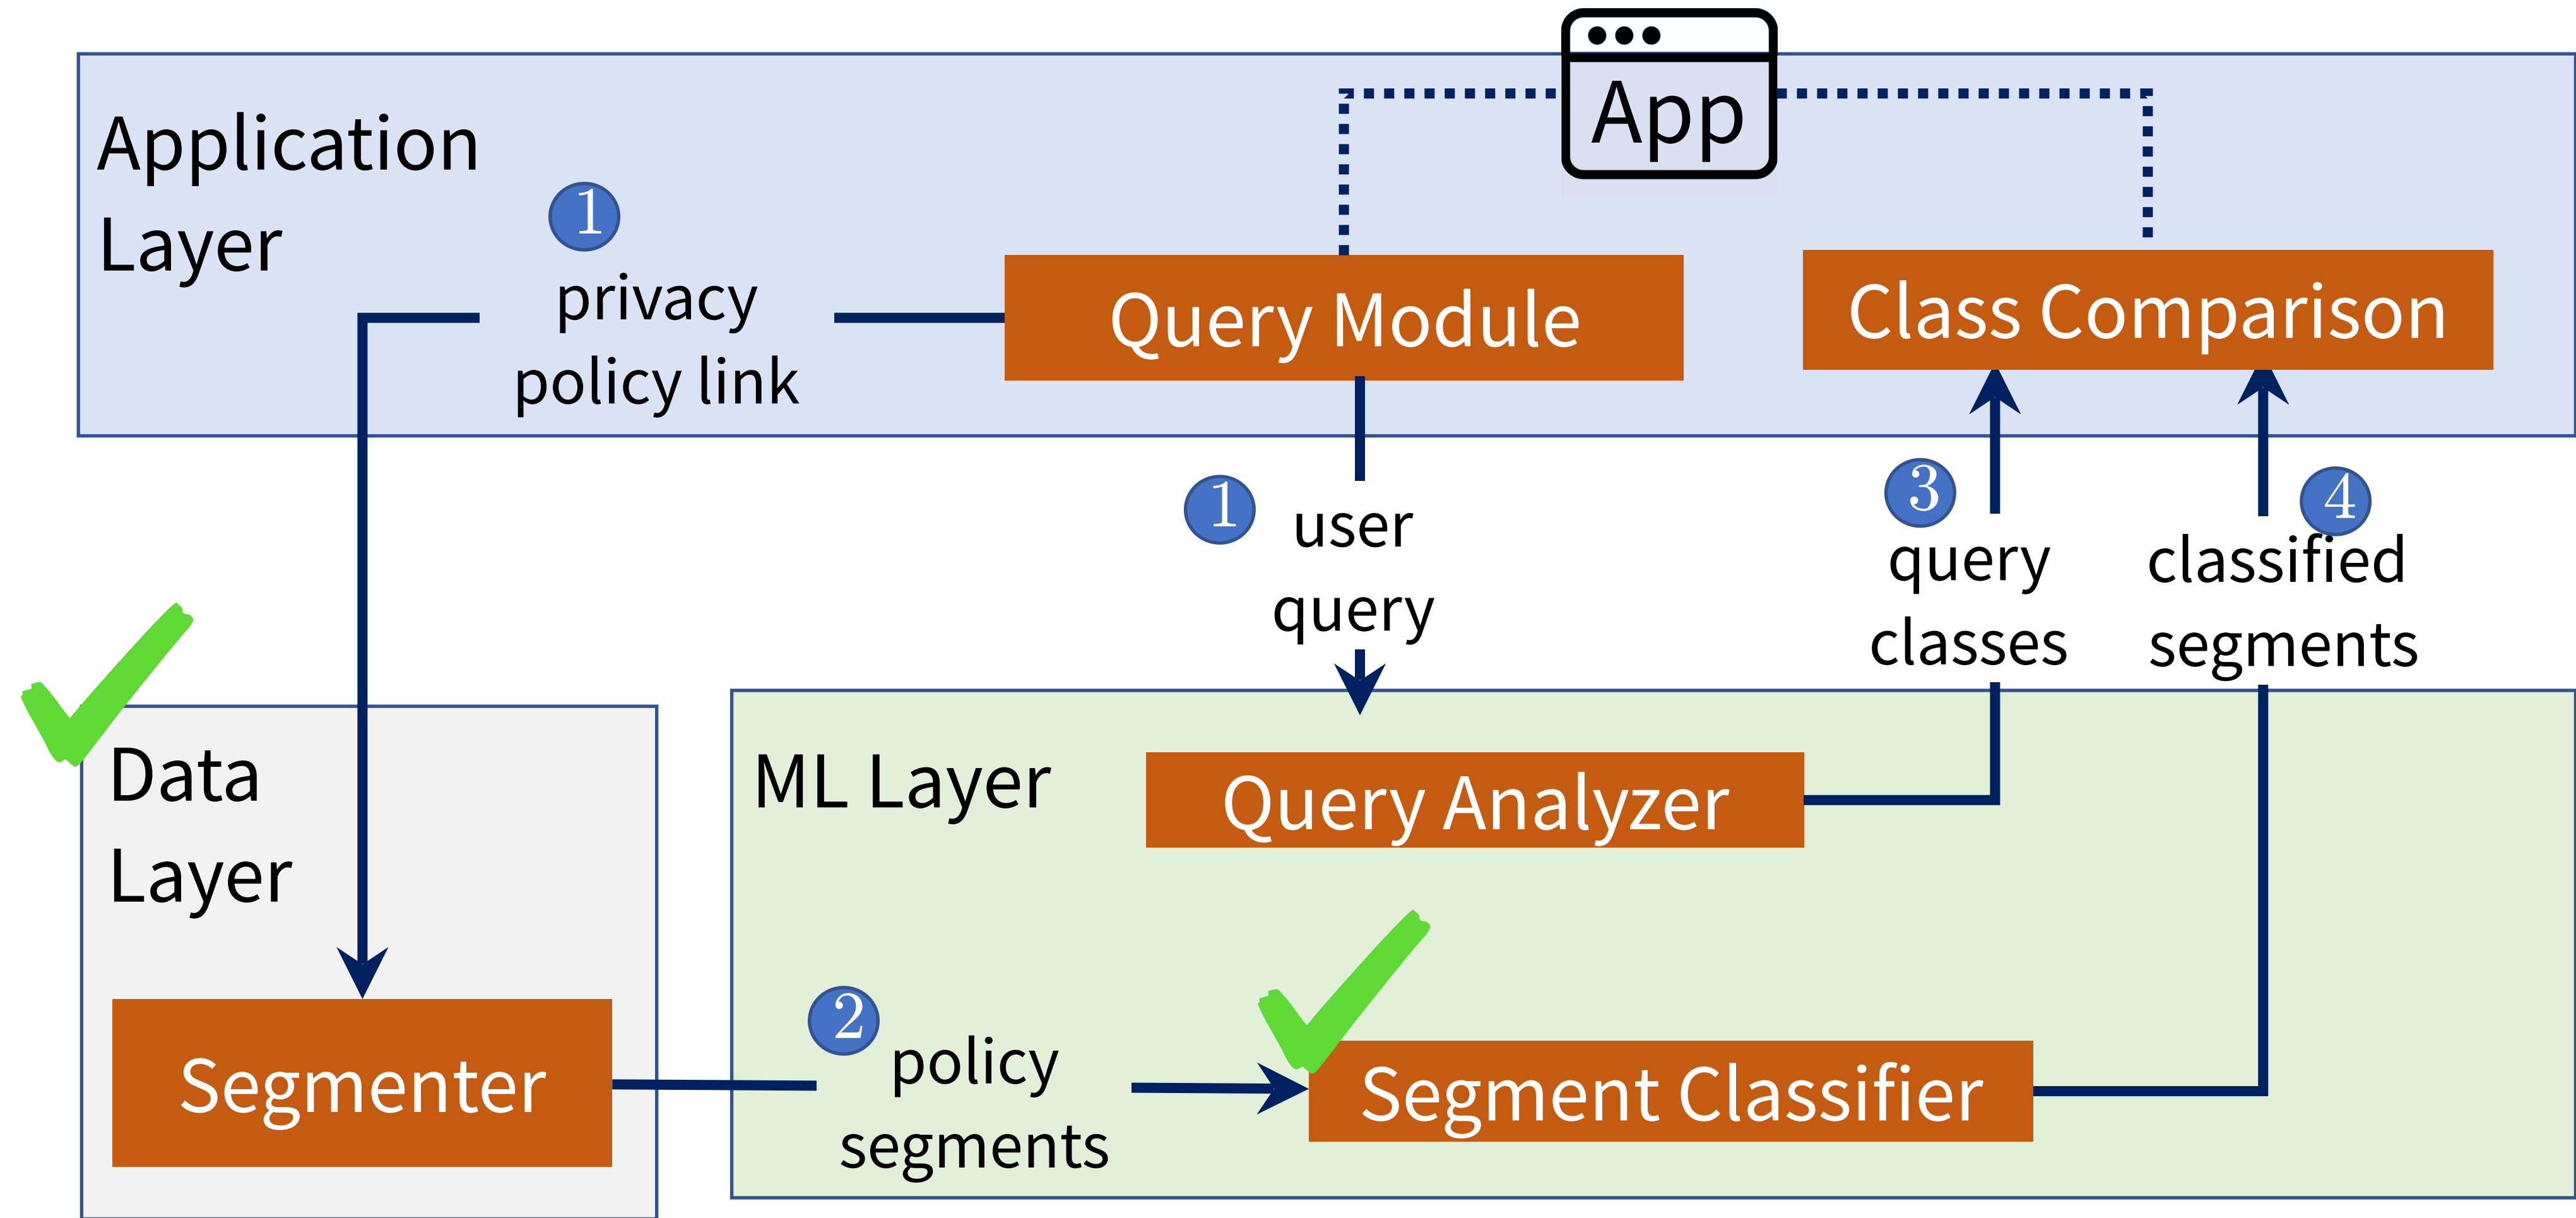 App
Application
Layer
1
privacy
policy link
Query Module
Class Comparison
1
user
query
3
query
classes
4
classified
segments
Data
Layer
ML Layer
Query Analyzer
Segmenter
2
policy
segments
Segment Classifier